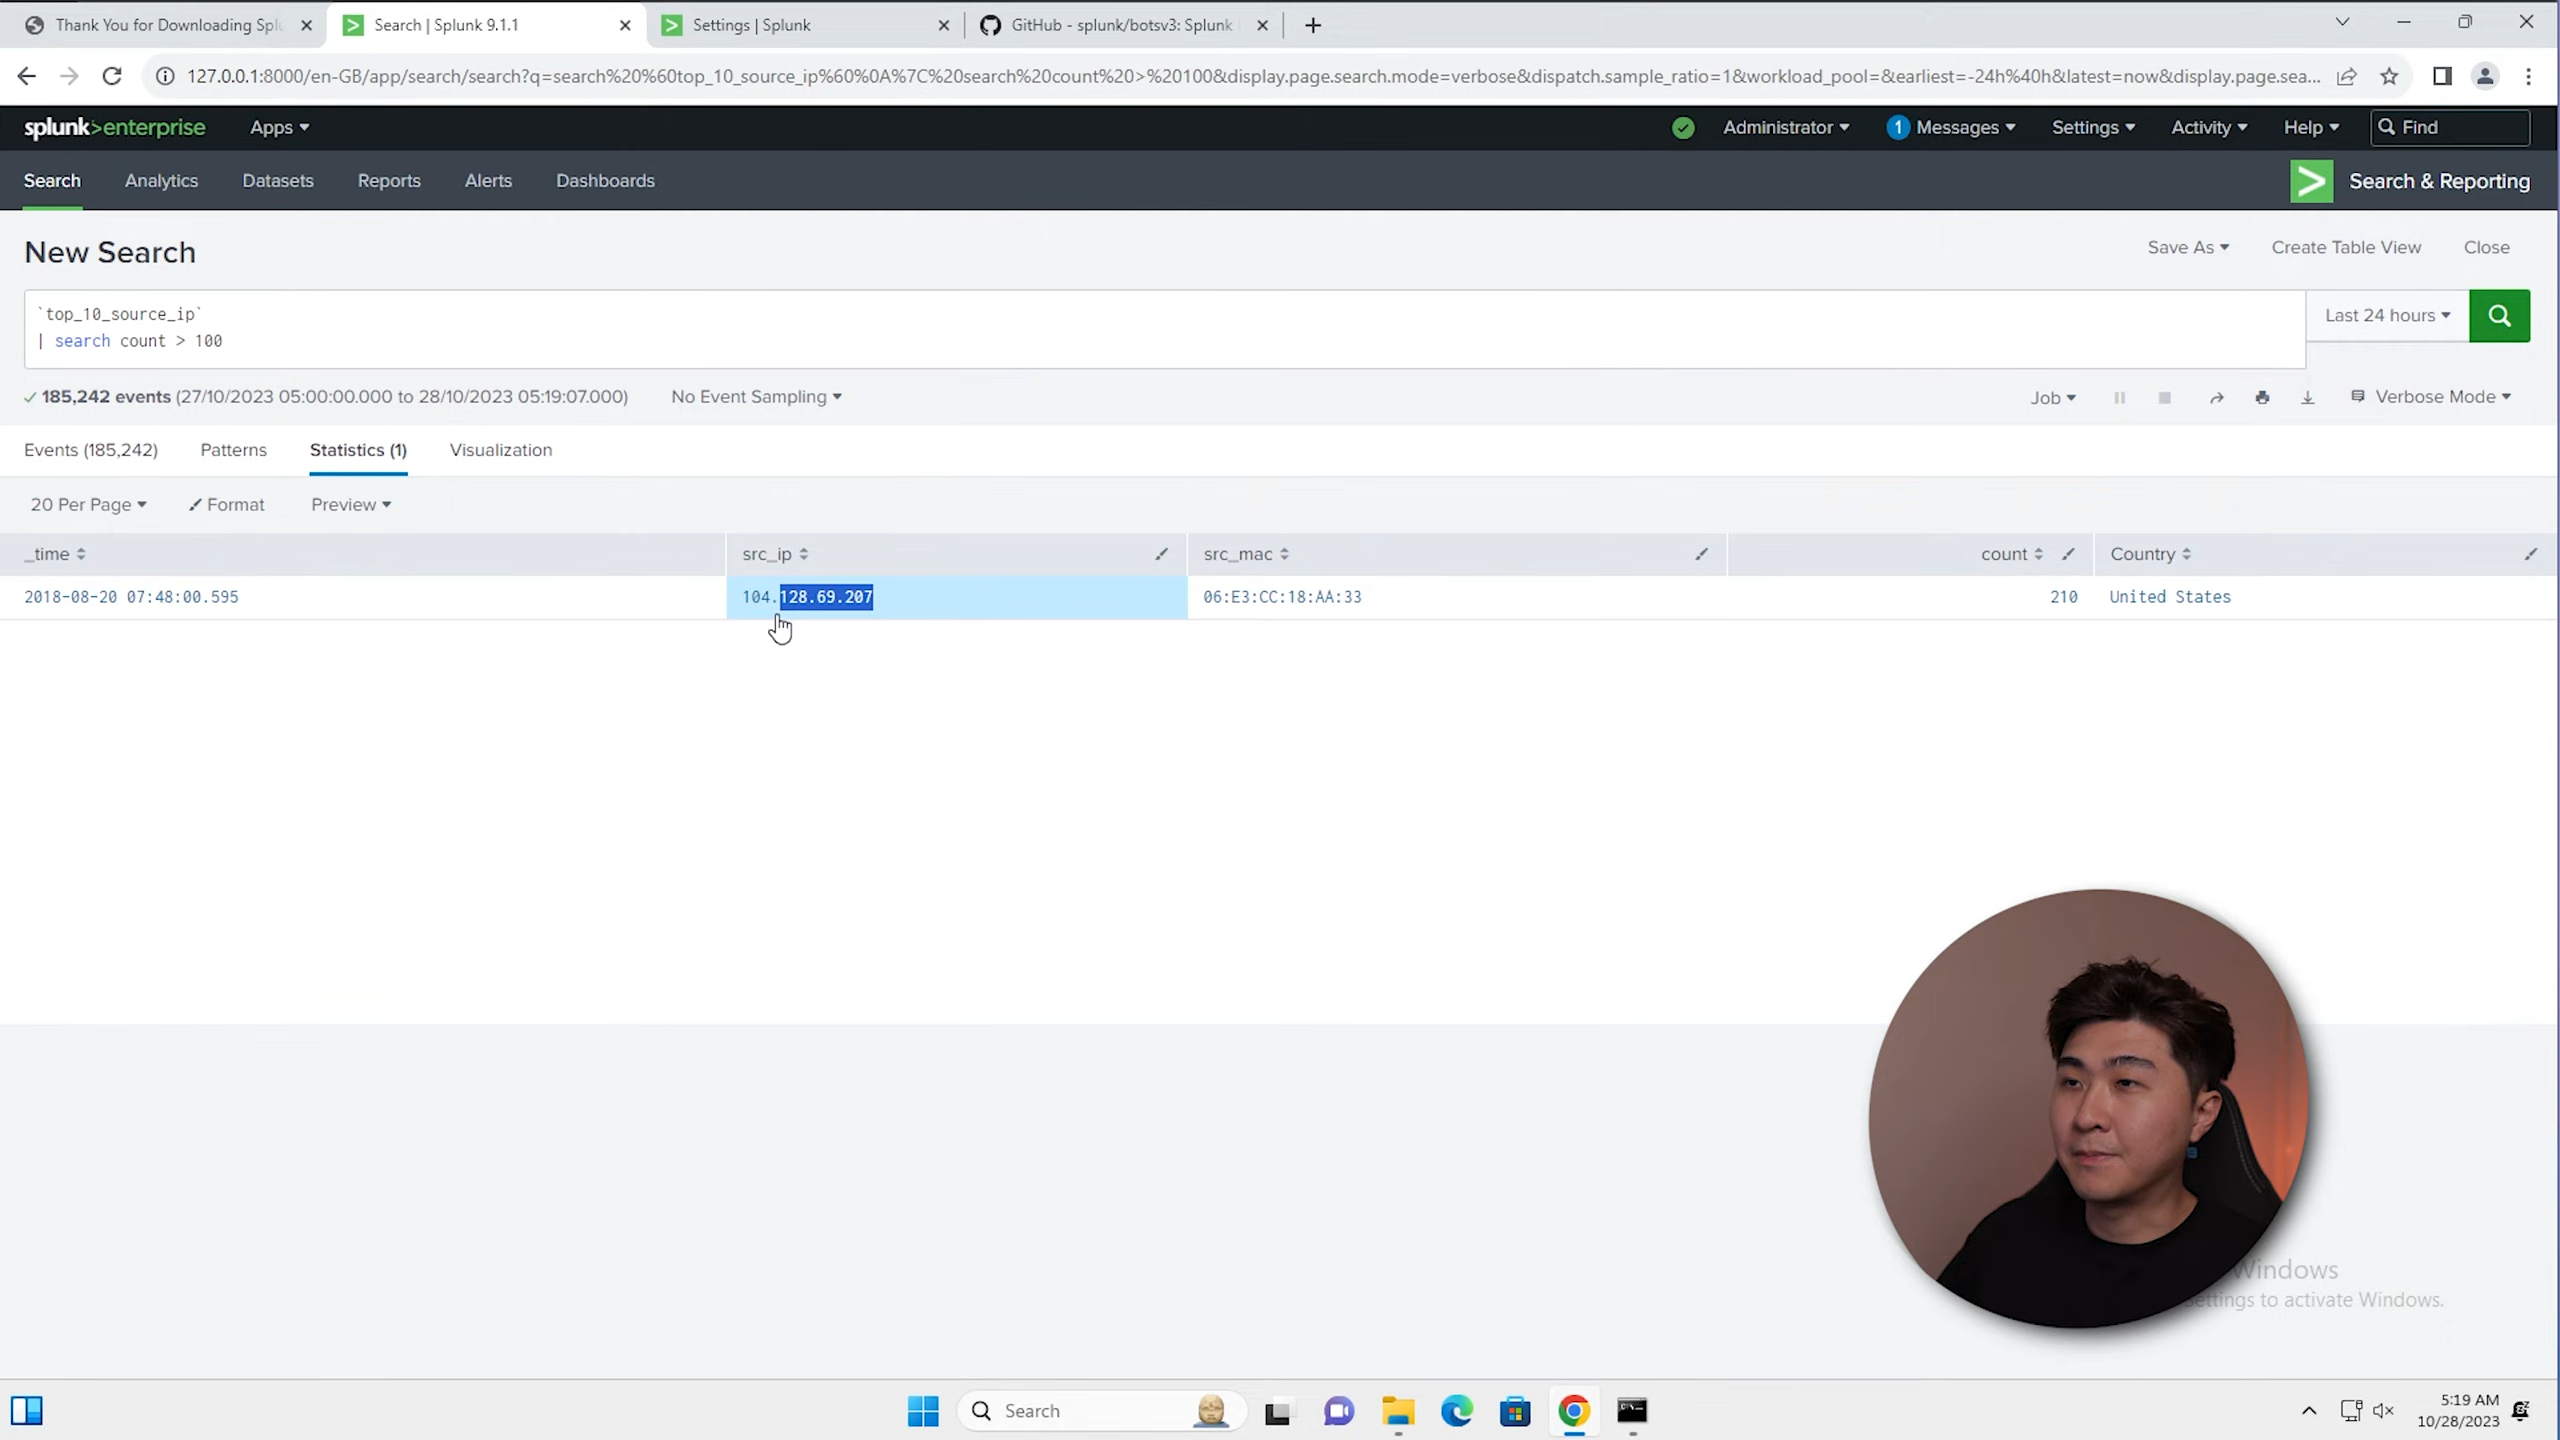 Thank You for Downloading Spl
Search | Splunk 9.1.1
Settings | Splunk
GitHub - splunk/botsv3: Splunk
127.0.0.1:8000/en-GB/app/search/search?q=search%20%60top_10_source_ip%60%0A%7C%20search%20count%20>%20100&display.page.search.mode=verbose&dispatch.sample_ratio=1&workload_pool=&earliest=-24h%40h&latest=now&display.page.sea...
splunk>enterprise Apps Administrator 1 Messages Settings Activity Help Find
Search Analytics Datasets Reports Alerts Dashboards Search & Reporting
New Search Save As Create Table View Close
`top_10_source_ip` Last 24 hours
| search count > 100
185,242 events (27/10/2023 05:00:00.000 to 28/10/2023 05:19:07.000) No Event Sampling Job Verbose Mode
Events (185,242) Patterns Statistics (1) Visualization
20 Per Page Format Preview
_time src_ip src_mac count Country
2018-08-20 07:48:00.595 104.128.69.207 06:E3:CC:18:AA:33 210 United States
Windows
ettings to activate Windows.
Search
5:19 AM
10/28/2023